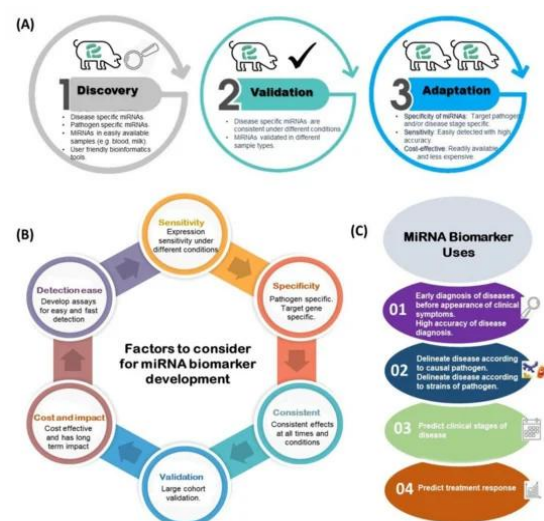 (A)
1
Discovery
• Disease specific miRNAs
• Pathogen specific miRNAs
• MiRNAs in easily available
samples (e.g. blood, milk).
• User friendly bioinformatics
tools.
2
Validation
• Disease specific miRNAs are
consistent under different conditions
• MiRNAs validated in different
sample types.
3
Adaptation
• Specificity of miRNAs: Target pathogen
and/or disease stage specific
• Sensitivity: Easily detected with high
accuracy
• Cost-effective: Readily available
and less expensive
(B)
Sensitivity
Expression
sensitivity under
different conditions
Specificity
Pathogen specific.
Target gene
specific.
Consistent
Consistent effects
at all times and
conditions
Validation
Large cohort
validation.
Cost and impact
Cost effective
and has long
term impact
Detection ease
Develop assays
for easy and fast
detection
Factors to consider
for miRNA biomarker
development
(C)
MiRNA Biomarker
Uses
01
Early diagnosis of diseases
before appearance of clinical
symptoms.
High accuracy of disease
diagnosis.
02
Delineate disease according
to causal pathogen.
Delineate disease according
to strains of pathogen.
03
Predict clinical stages of
disease
04
Predict treatment response